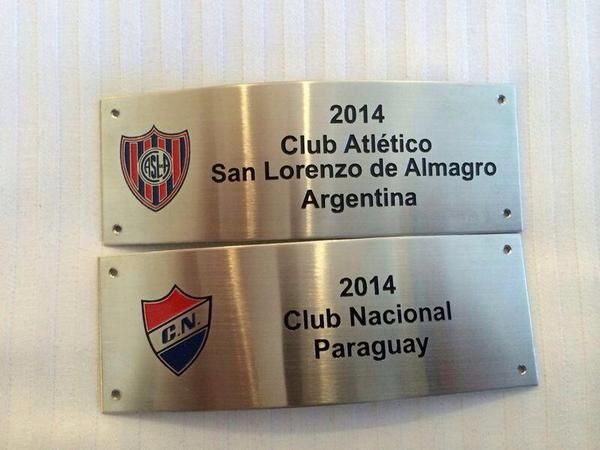 2014
Club Atlético
San Lorenzo de Almagro
Argentina
CASLA
2014
Club Nacional
Paraguay
C.N.